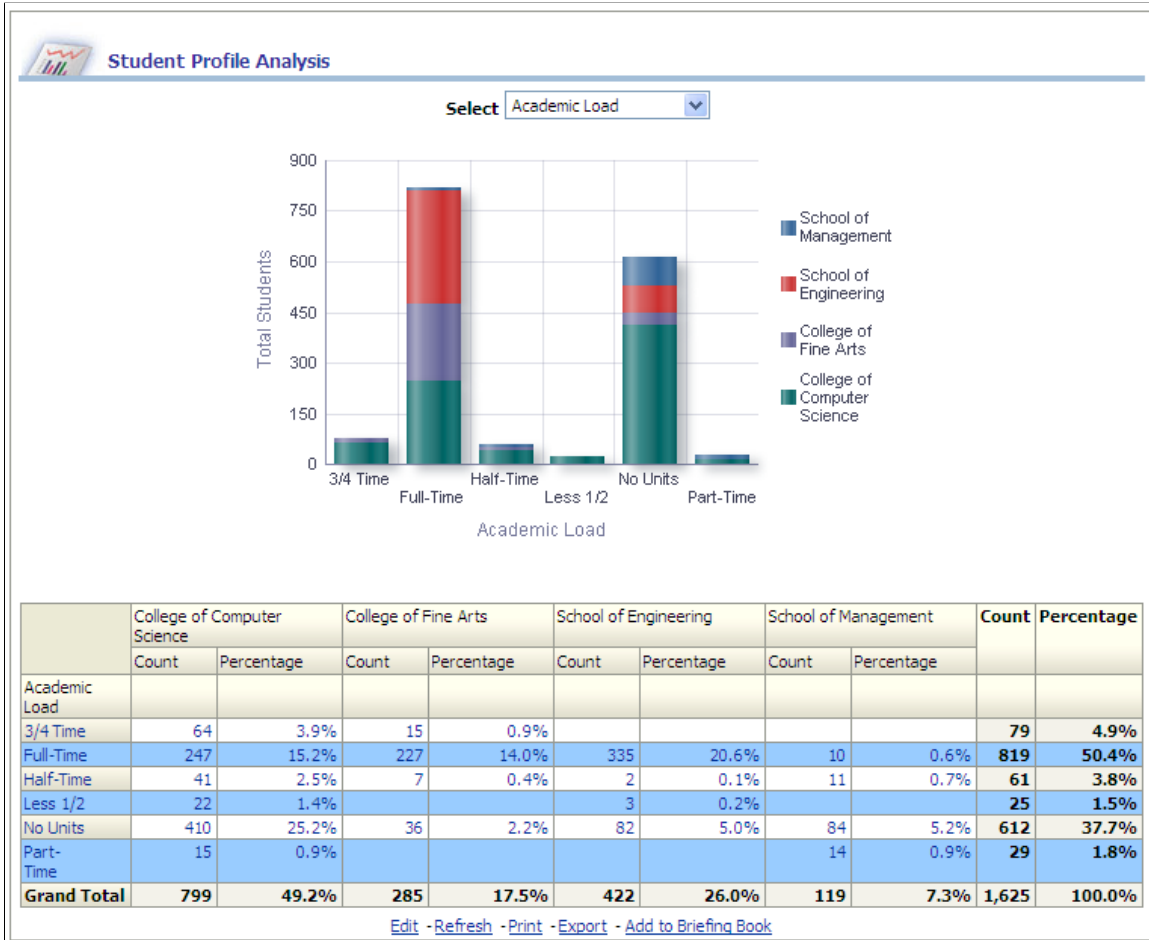 Student Profile Analysis
Select Academic Load
900
750
600
450
300
150
0
Total Students
3/4 Time
Full-Time
Half-Time
Less 1/2
No Units
Part-Time
Academic Load
School of
Management
School of
Engineering
College of
Fine Arts
College of
Computer
Science
College of Computer Science College of Fine Arts School of Engineering School of Management Count Percentage
Count Percentage Count Percentage Count Percentage Count Percentage
Academic
Load
3/4 Time 64 3.9% 15 0.9% 79 4.9%
Full-Time 247 15.2% 227 14.0% 335 20.6% 10 0.6% 819 50.4%
Half-Time 41 2.5% 7 0.4% 2 0.1% 11 0.7% 61 3.8%
Less 1/2 22 1.4% 3 0.2% 25 1.5%
No Units 410 25.2% 36 2.2% 82 5.0% 84 5.2% 612 37.7%
Part-
Time 15 0.9% 14 0.9% 29 1.8%
Grand Total 799 49.2% 285 17.5% 422 26.0% 119 7.3% 1,625 100.0%
Edit - Refresh - Print - Export - Add to Briefing Book